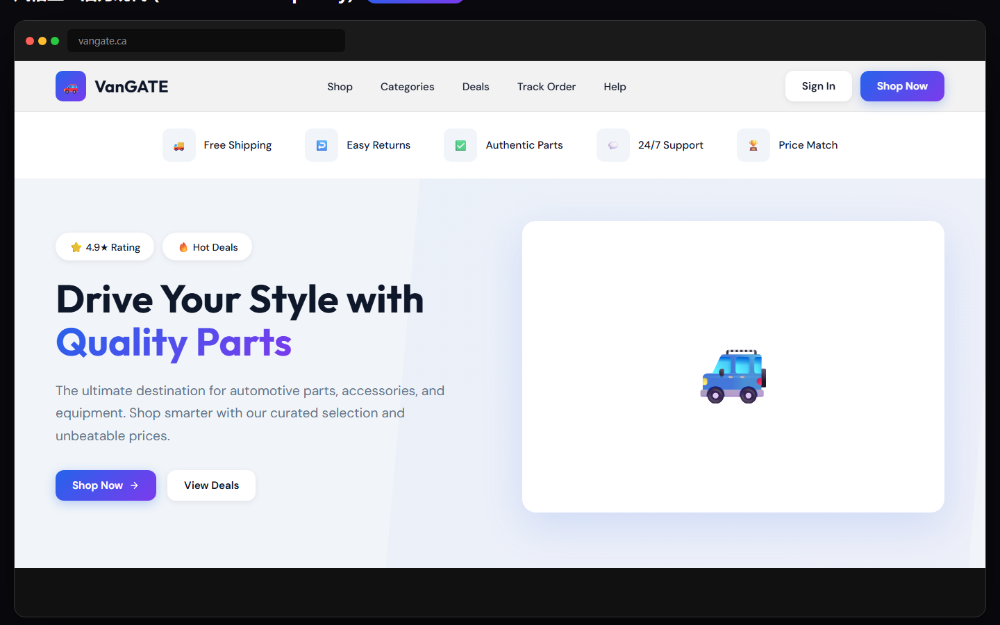 vangate.ca
VanGATE
Shop
Categories
Deals
Track Order
Help
Sign In
Shop Now
Free Shipping
Easy Returns
Authentic Parts
24/7 Support
Price Match
4.9★ Rating
Hot Deals
Drive Your Style with
Quality Parts
The ultimate destination for automotive parts, accessories, and
equipment. Shop smarter with our curated selection and
unbeatable prices.
Shop Now →
View Deals